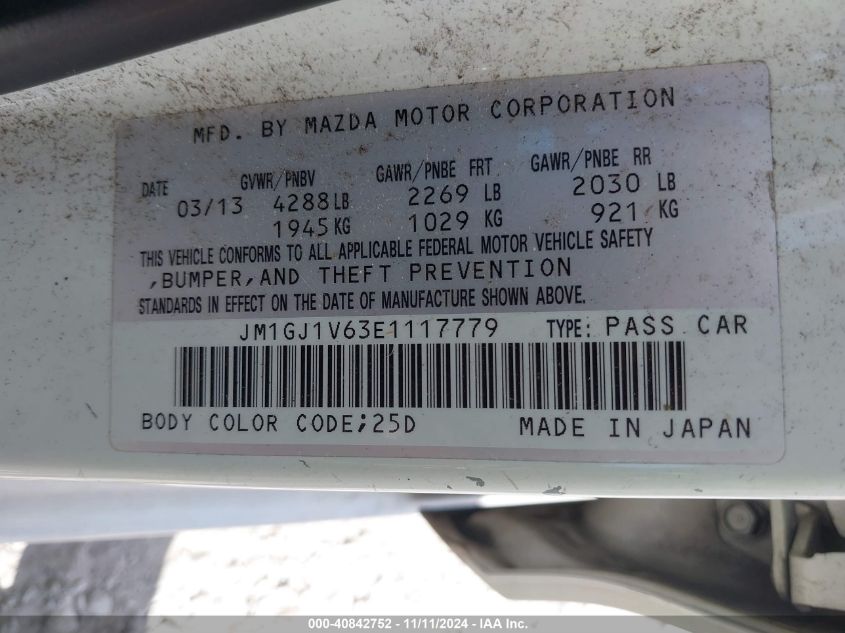 MFD. BY MAZDA MOTOR CORPORATION
DATE GVWR/PNBV GAWR/PNBE FRT GAWR/PNBE RR
03/13 4288LB 2269 LB 2030 LB
1945KG 1029 KG 921 KG
THIS VEHICLE CONFORMS TO ALL APPLICABLE FEDERAL MOTOR VEHICLE SAFETY
,BUMPER,AND THEFT PREVENTION
STANDARDS IN EFFECT ON THE DATE OF MANUFACTURE SHOWN ABOVE.
JM1GJ1V63E1117779 TYPE: PASS CAR
BODY COLOR CODE;25D MADE IN JAPAN
000-40842752 - 11/11/2024 - IAA Inc.